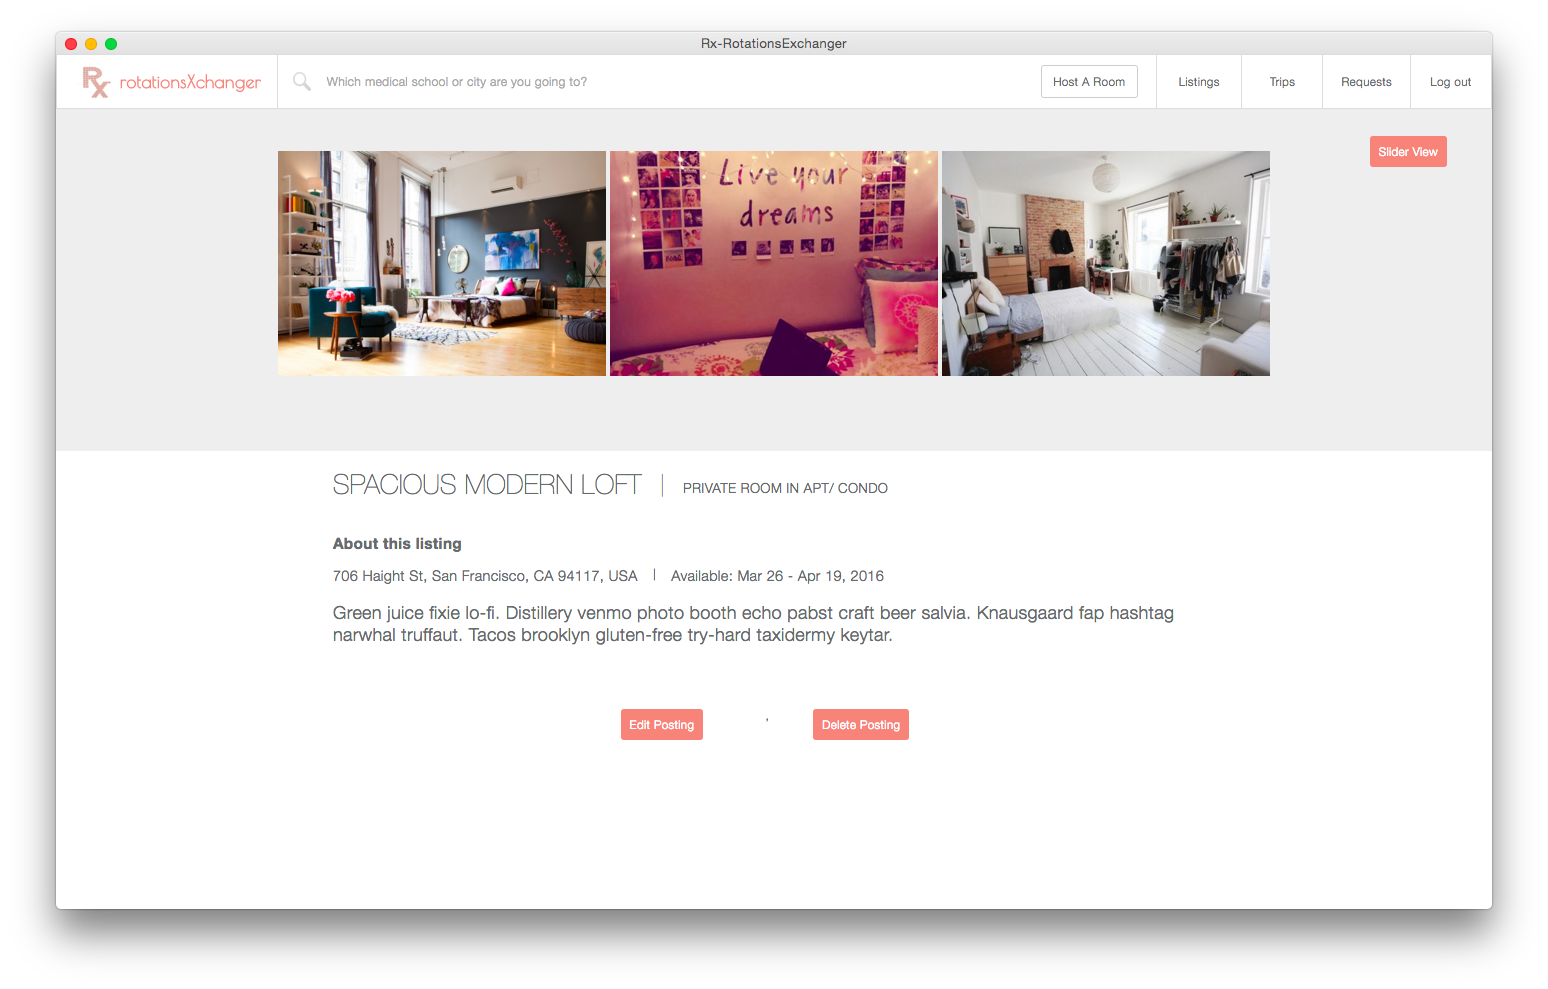 Rx-RotationsExchanger
Rx rotationsXchanger
Which medical school or city are you going to?
Host A Room
Listings
Trips
Requests
Log out
Slider View
Live your
dreams
SPACIOUS MODERN LOFT | PRIVATE ROOM IN APT/ CONDO
About this listing
706 Haight St, San Francisco, CA 94117, USA | Available: Mar 26 - Apr 19, 2016
Green juice fixie lo-fi. Distillery venmo photo booth echo pabst craft beer salvia. Knausgaard fap hashtag
narwhal truffaut. Tacos brooklyn gluten-free try-hard taxidermy keytar.
Edit Posting ' Delete Posting